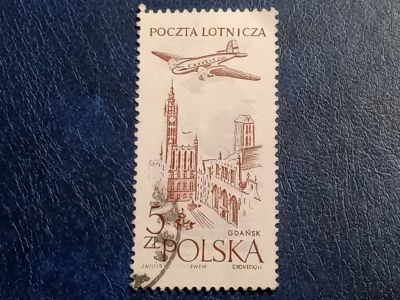 POCZTA LOTNICZA
GDAŃSK
5
ZŁ POLSKA